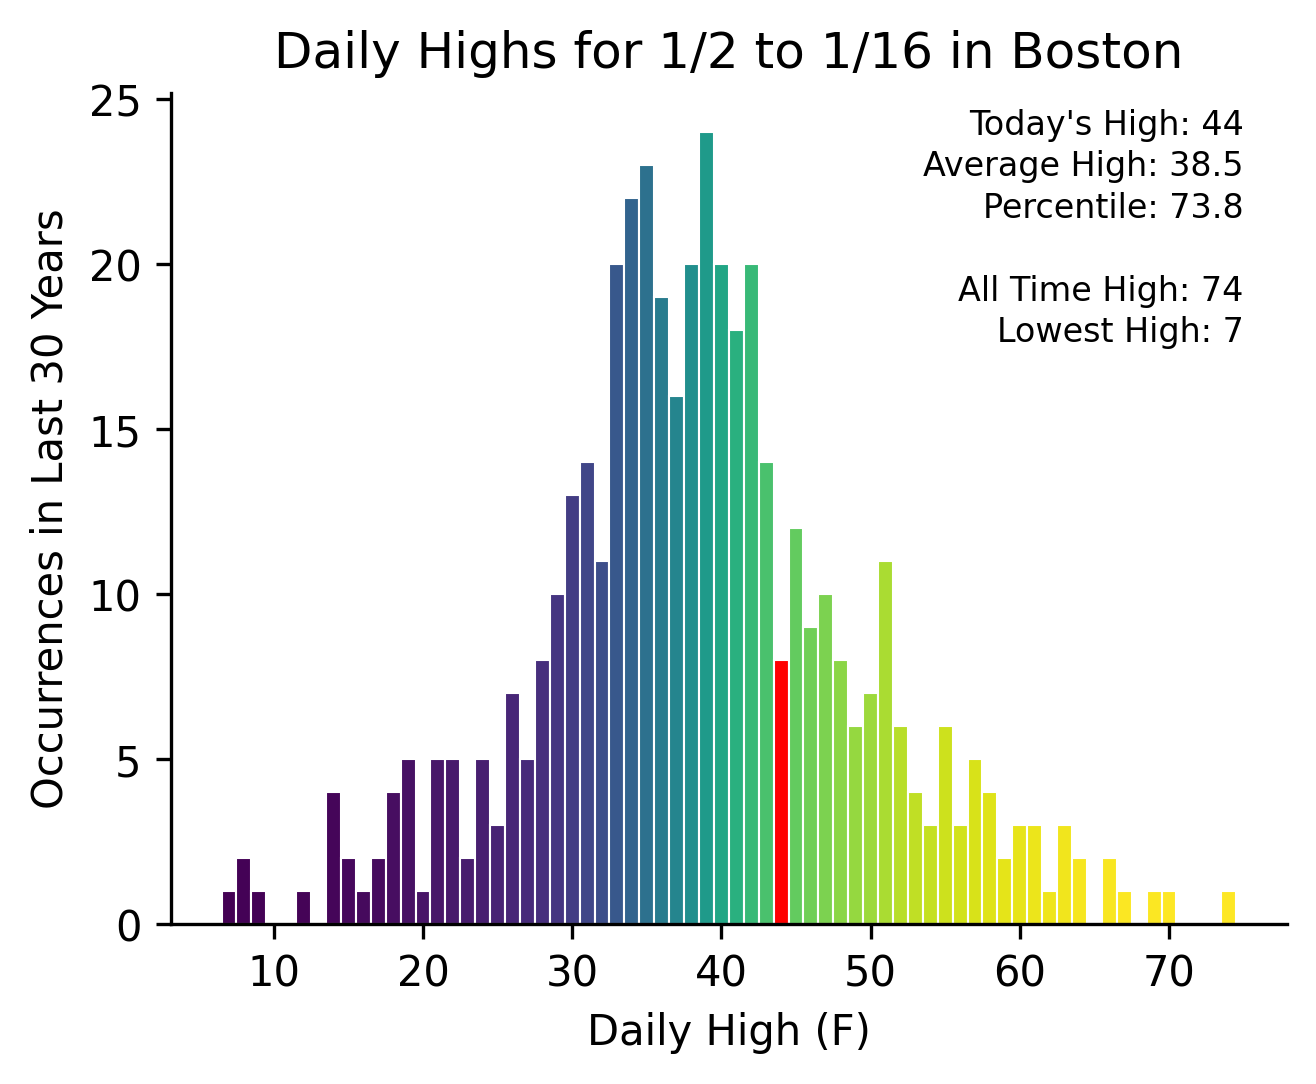 Daily Highs for 1/2 to 1/16 in Boston
Today's High: 44
Average High: 38.5
Percentile: 73.8
All Time High: 74
Lowest High: 7
Occurrences in Last 30 Years
25
20
15
10
5
0
10 20 30 40 50 60 70
Daily High (F)